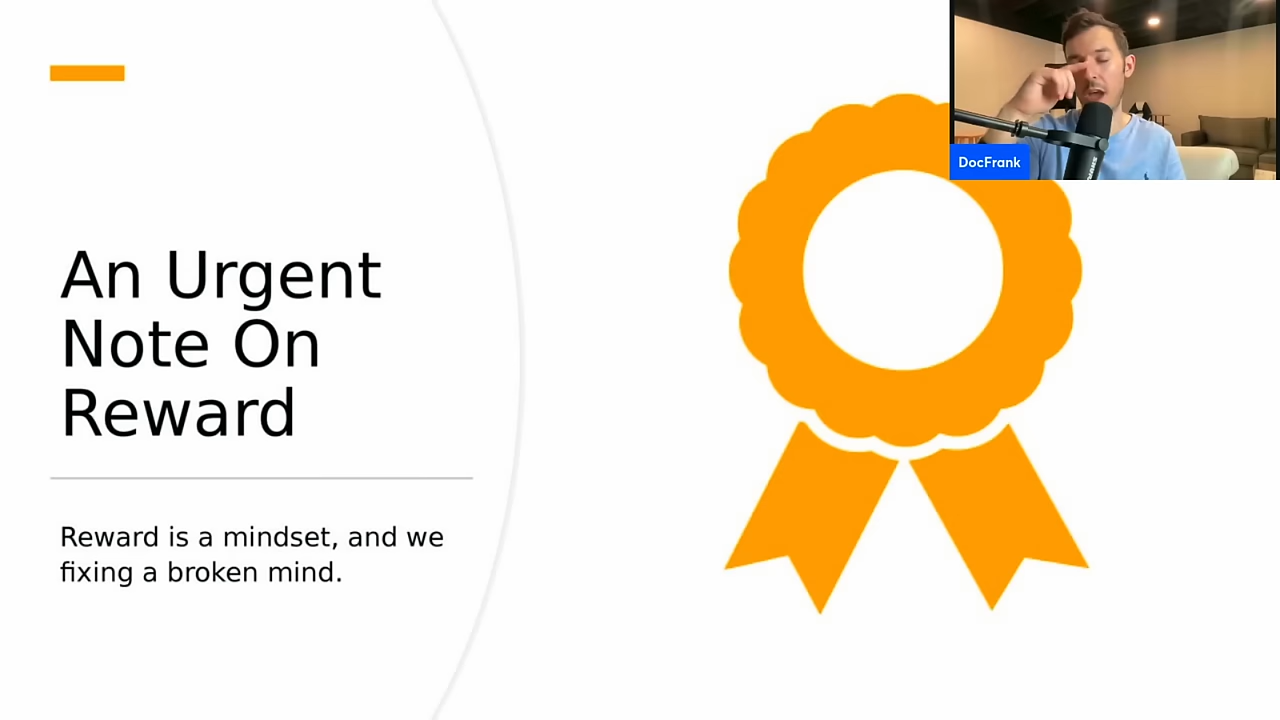 An Urgent
Note On
Reward
Reward is a mindset, and we
fixing a broken mind.
DocFrank